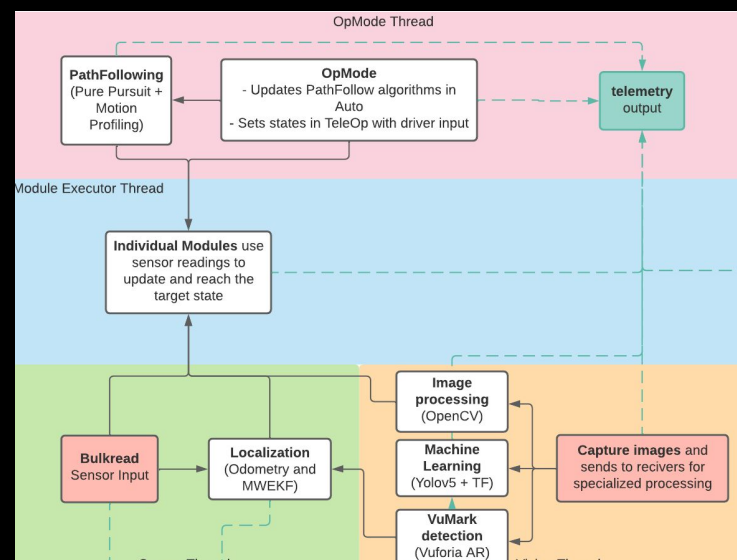 OpMode Thread
PathFollowing
(Pure Pursuit +
Motion
Profiling)
OpMode
- Updates PathFollow algorithms in
Auto
- Sets states in TeleOp with driver input
telemetry
output
Module Executor Thread
Individual Modules use
sensor readings to
update and reach the
target state
Image
processing
(OpenCV)
Bulkread
Sensor Input
Localization
(Odometry and
MWEKF)
Machine
Learning
(Yolov5 + TF)
Capture images and
sends to recivers for
specialized processing
VuMark
detection
(Vuforia AR)